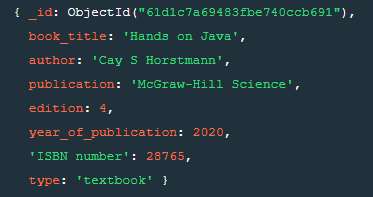 { _id: ObjectId("61d1c7a69483fbe740ccb691"),
book_title: 'Hands on Java',
author: 'Cay S Horstmann',
publication: 'McGraw-Hill Science',
edition: 4,
year_of_publication: 2020,
'ISBN number': 28765,
type: 'textbook' }